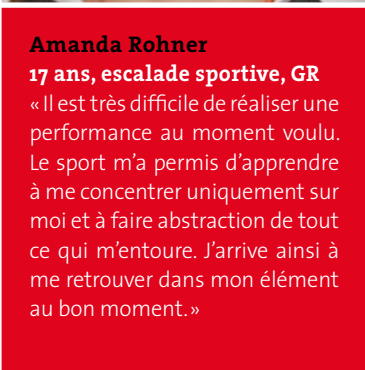 Amanda Rohner
17 ans, escalade sportive, GR
« Il est très difficile de réaliser une
performance au moment voulu.
Le sport m’a permis d’apprendre
à me concentrer uniquement sur
moi et à faire abstraction de tout
ce qui m’entoure. J’arrive ainsi à
me retrouver dans mon élément
au bon moment. »